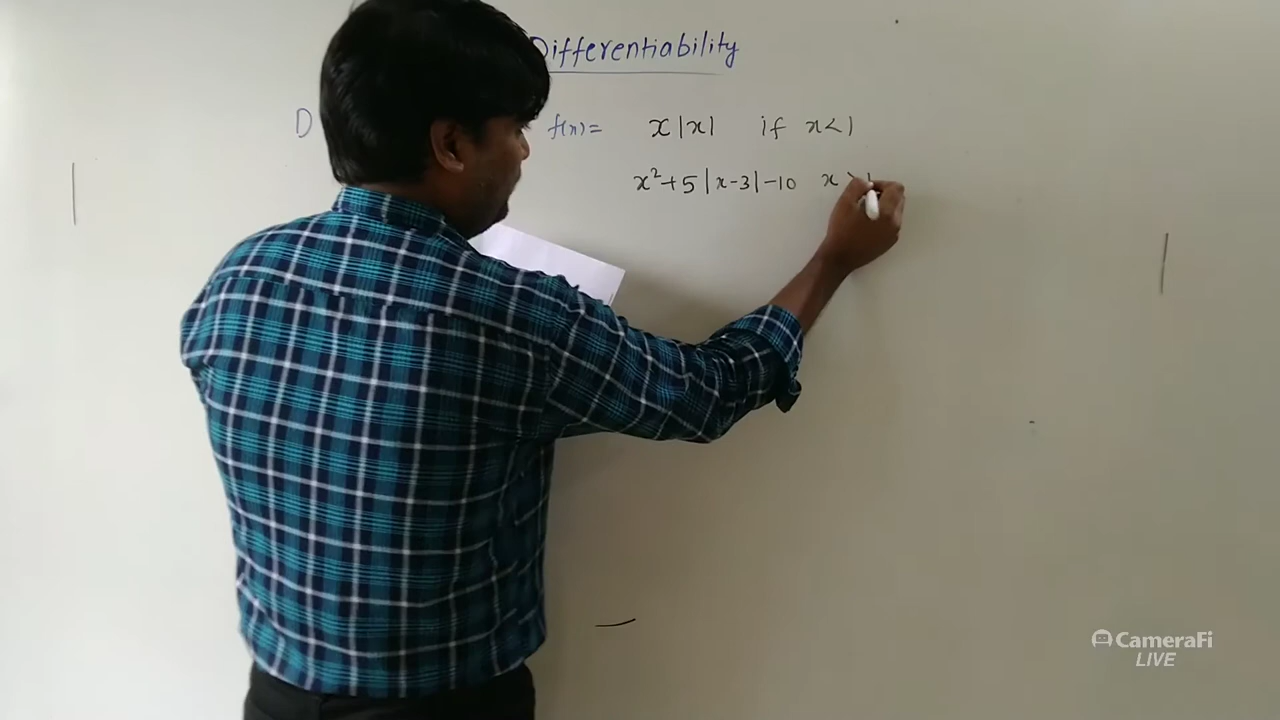 Differentiability
D f(x) = x|x| if x<1
x²+5|x-3|-10 x >
CameraFi
LIVE